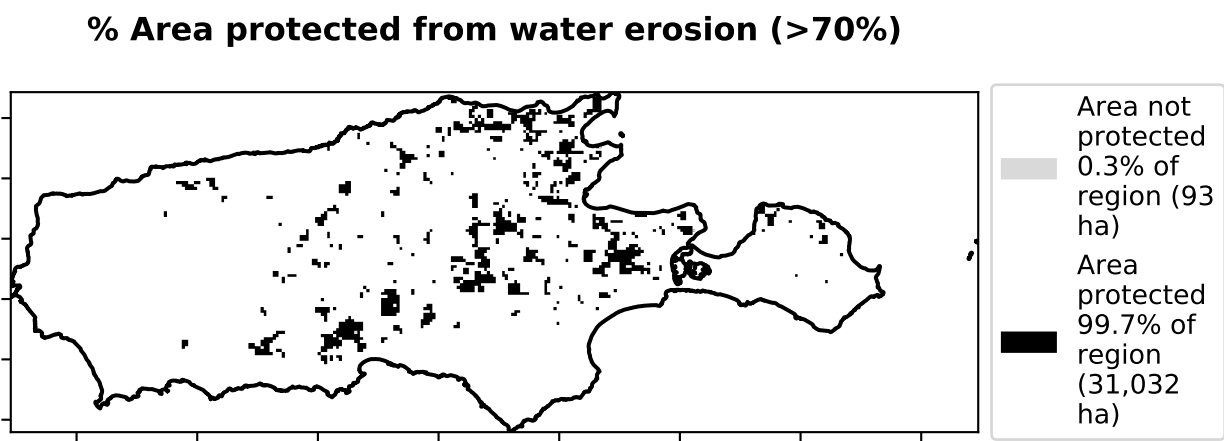 % Area protected from water erosion (>70%)
Area not
protected
0.3% of
region (93
ha)
Area
protected
99.7% of
region
(31,032
ha)